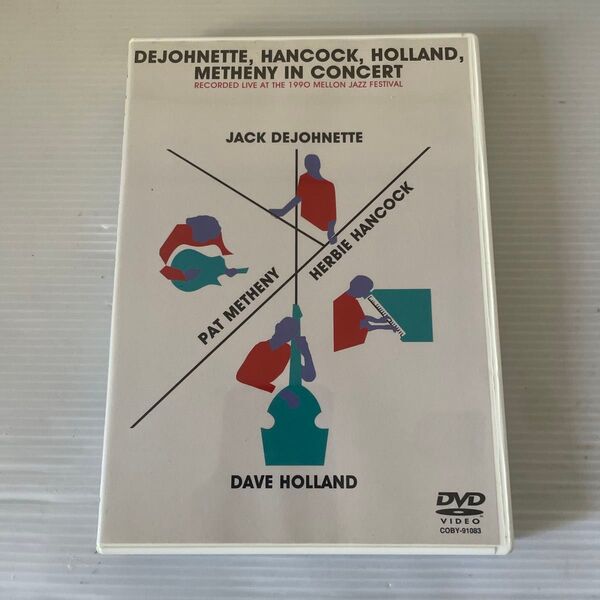 DEJOHNETTE, HANCOCK, HOLLAND,
METHENY IN CONCERT
RECORDED LIVE AT THE 1990 MELLON JAZZ FESTIVAL
JACK DEJOHNETTE
HERBIE HANCOCK
PAT METHENY
DAVE HOLLAND
DVD
VIDEO
COBY-91083